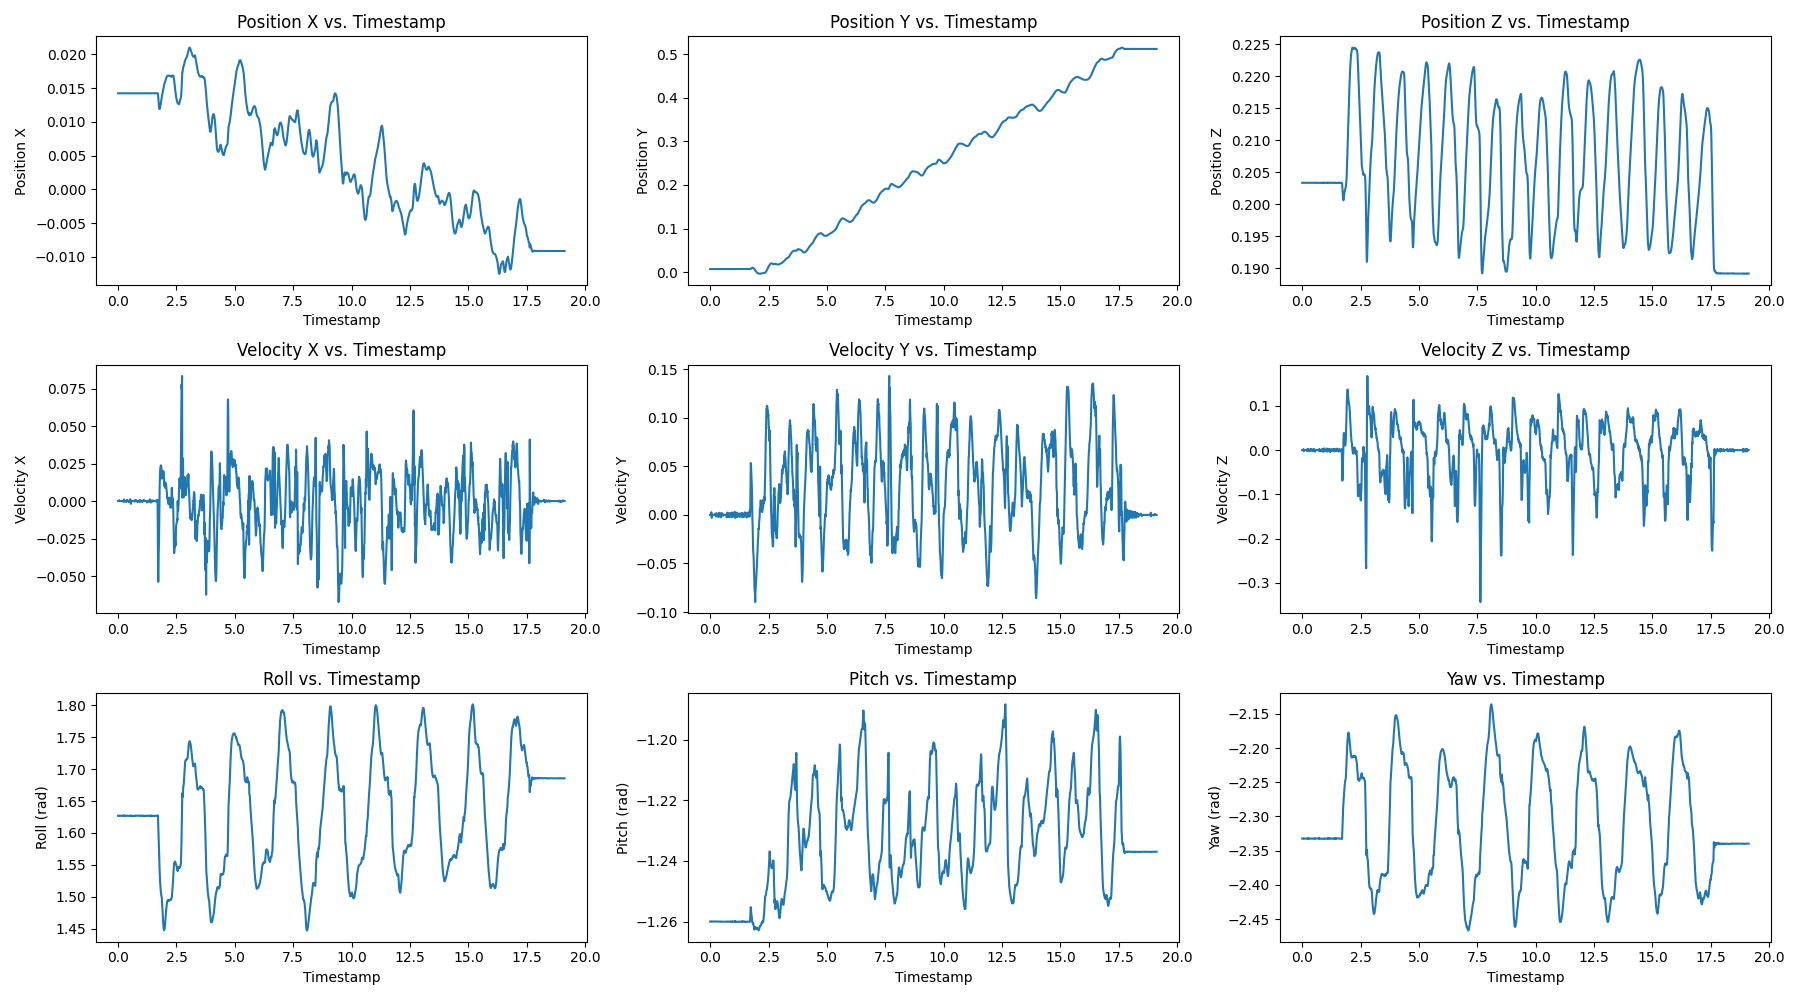 Position X vs. Timestamp
Position X
0.020
0.015
0.010
0.005
0.000
−0.005
−0.010
0.0 2.5 5.0 7.5 10.0 12.5 15.0 17.5 20.0
Timestamp
Position Y vs. Timestamp
Position Y
0.5
0.4
0.3
0.2
0.1
0.0
0.0 2.5 5.0 7.5 10.0 12.5 15.0 17.5 20.0
Timestamp
Position Z vs. Timestamp
Position Z
0.225
0.220
0.215
0.210
0.205
0.200
0.195
0.190
0.0 2.5 5.0 7.5 10.0 12.5 15.0 17.5 20.0
Timestamp
Velocity X vs. Timestamp
Velocity X
0.075
0.050
0.025
0.000
−0.025
−0.050
0.0 2.5 5.0 7.5 10.0 12.5 15.0 17.5 20.0
Timestamp
Velocity Y vs. Timestamp
Velocity Y
0.15
0.10
0.05
0.00
−0.05
−0.10
0.0 2.5 5.0 7.5 10.0 12.5 15.0 17.5 20.0
Timestamp
Velocity Z vs. Timestamp
Velocity Z
0.1
0.0
−0.1
−0.2
−0.3
0.0 2.5 5.0 7.5 10.0 12.5 15.0 17.5 20.0
Timestamp
Roll vs. Timestamp
Roll (rad)
1.80
1.75
1.70
1.65
1.60
1.55
1.50
1.45
0.0 2.5 5.0 7.5 10.0 12.5 15.0 17.5 20.0
Timestamp
Pitch vs. Timestamp
Pitch (rad)
−1.20
−1.22
−1.24
−1.26
0.0 2.5 5.0 7.5 10.0 12.5 15.0 17.5 20.0
Timestamp
Yaw vs. Timestamp
Yaw (rad)
−2.15
−2.20
−2.25
−2.30
−2.35
−2.40
−2.45
0.0 2.5 5.0 7.5 10.0 12.5 15.0 17.5 20.0
Timestamp